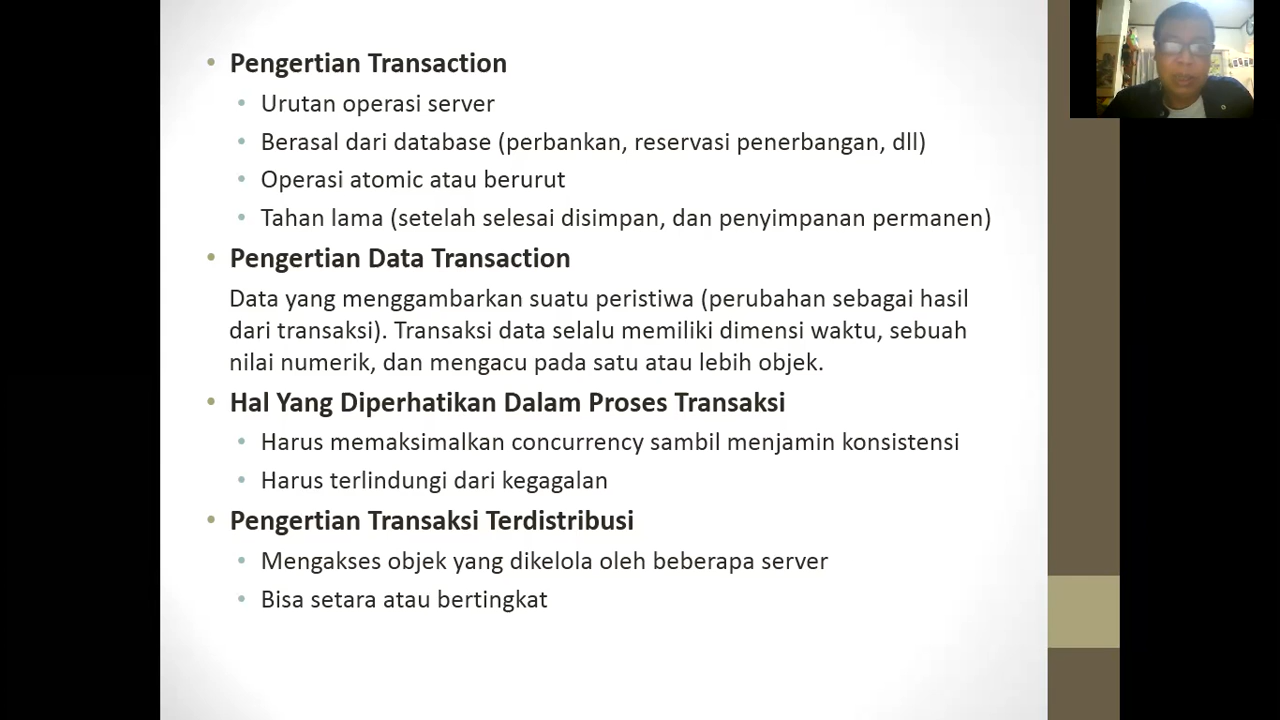 • Pengertian Transaction
• Urutan operasi server
• Berasal dari database (perbankan, reservasi penerbangan, dll)
• Operasi atomic atau berurut
• Tahan lama (setelah selesai disimpan, dan penyimpanan permanen)
• Pengertian Data Transaction
Data yang menggambarkan suatu peristiwa (perubahan sebagai hasil
dari transaksi). Transaksi data selalu memiliki dimensi waktu, sebuah
nilai numerik, dan mengacu pada satu atau lebih objek.
• Hal Yang Diperhatikan Dalam Proses Transaksi
• Harus memaksimalkan concurrency sambil menjamin konsistensi
• Harus terlindungi dari kegagalan
• Pengertian Transaksi Terdistribusi
• Mengakses objek yang dikelola oleh beberapa server
• Bisa setara atau bertingkat